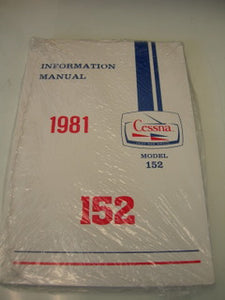 INFORMATION
MANUAL
1981
Cessna
MODEL
152
152